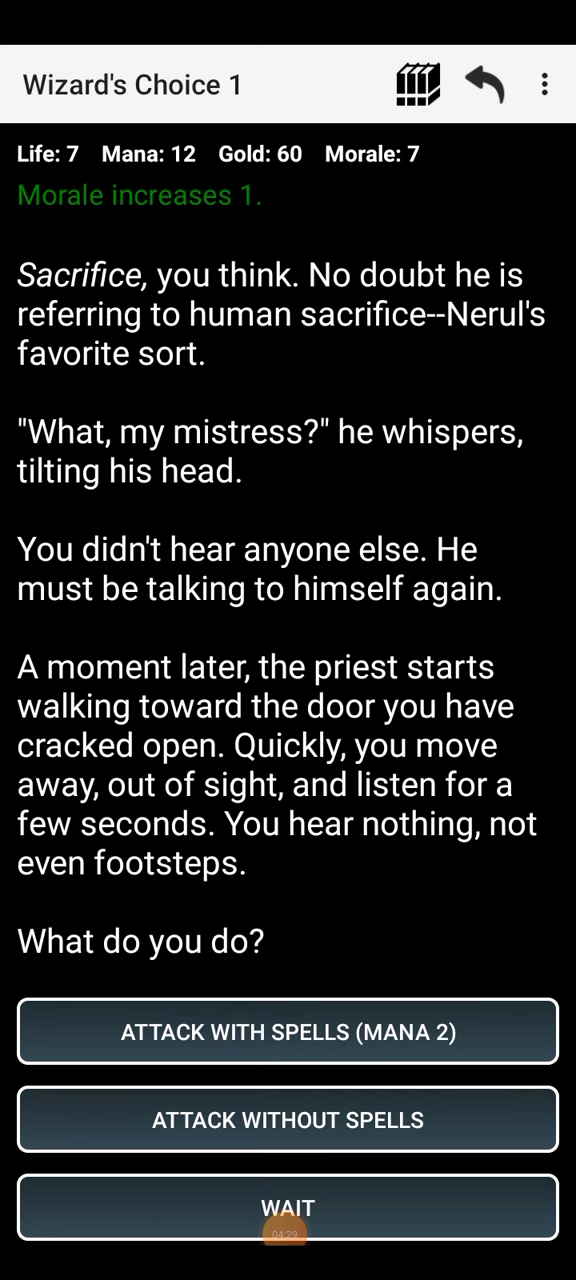 Wizard's Choice 1
Life: 7 Mana: 12 Gold: 60 Morale: 7
Morale increases 1.
Sacrifice, you think. No doubt he is
referring to human sacrifice--Nerul's
favorite sort.
"What, my mistress?" he whispers,
tilting his head.
You didn't hear anyone else. He
must be talking to himself again.
A moment later, the priest starts
walking toward the door you have
cracked open. Quickly, you move
away, out of sight, and listen for a
few seconds. You hear nothing, not
even footsteps.
What do you do?
ATTACK WITH SPELLS (MANA 2)
ATTACK WITHOUT SPELLS
WAIT
04:29